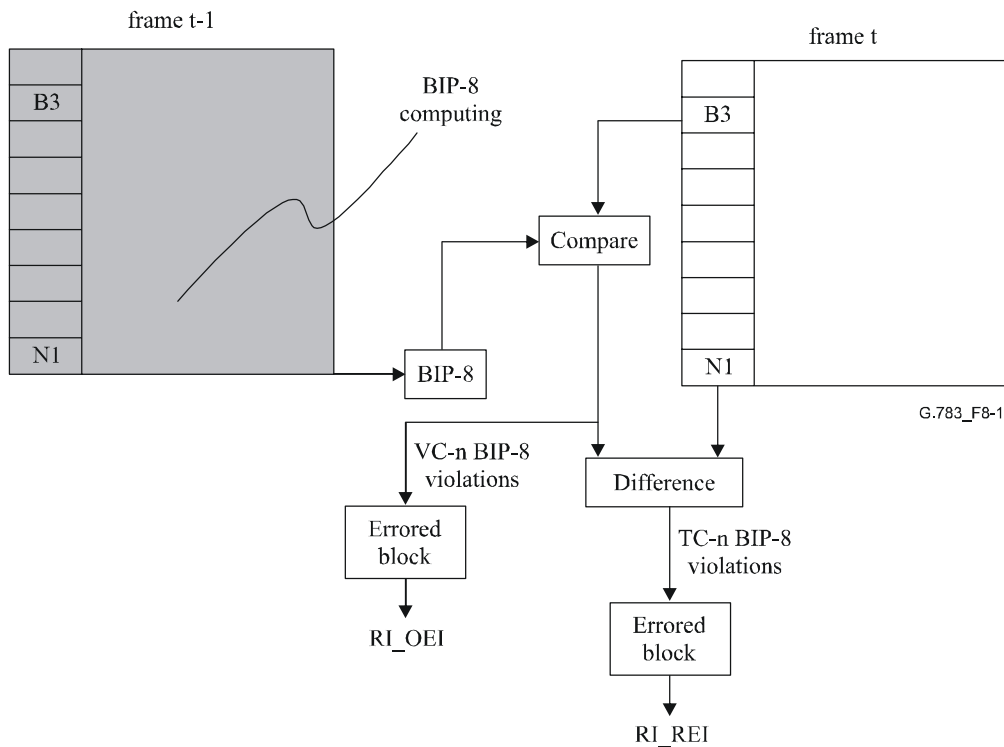 frame t-1
frame t
B3
BIP-8
computing
B3
Compare
N1
BIP-8
N1
G.783_F8-1
VC-n BIP-8
violations
Difference
Errored
block
TC-n BIP-8
violations
RI_OEI
Errored
block
RI_REI